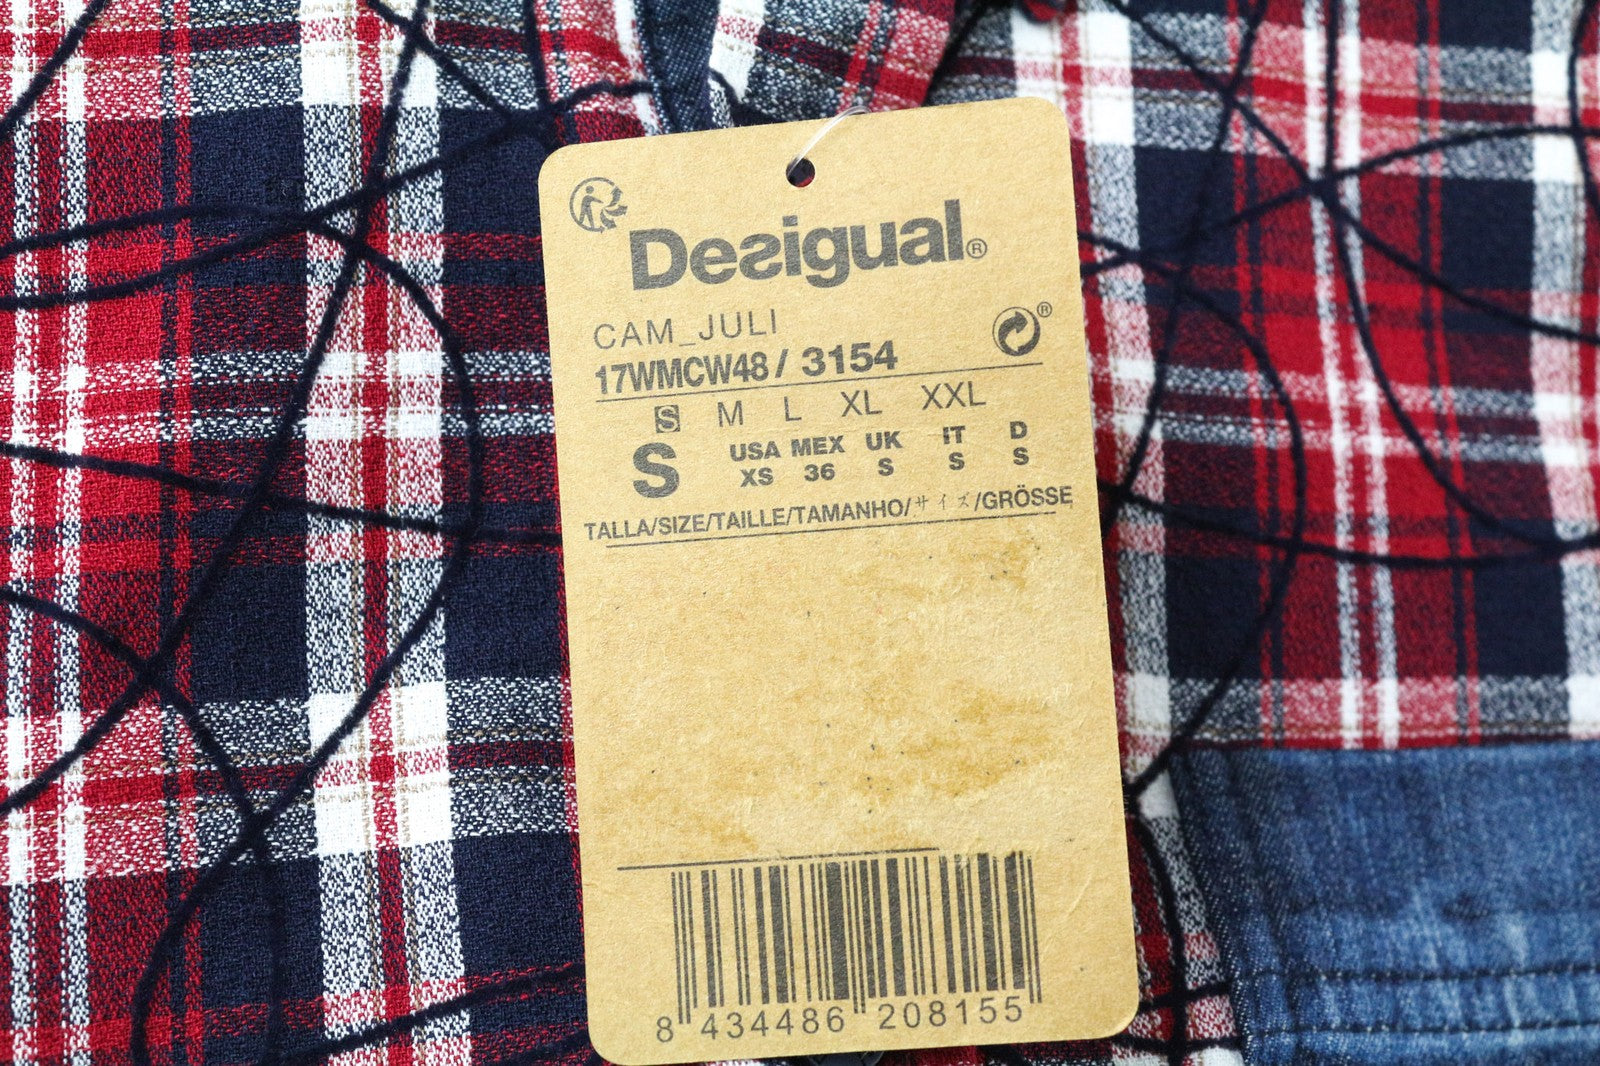 Desigual®
CAM_JULI
®
17WMCW48 / 3154
S M L XL XXL
S
USA MEX UK IT D
XS 36 S S S
TALLA/SIZE/TAILLE/TAMANHO/サイズ/GRÖSSE
8 434486 208155